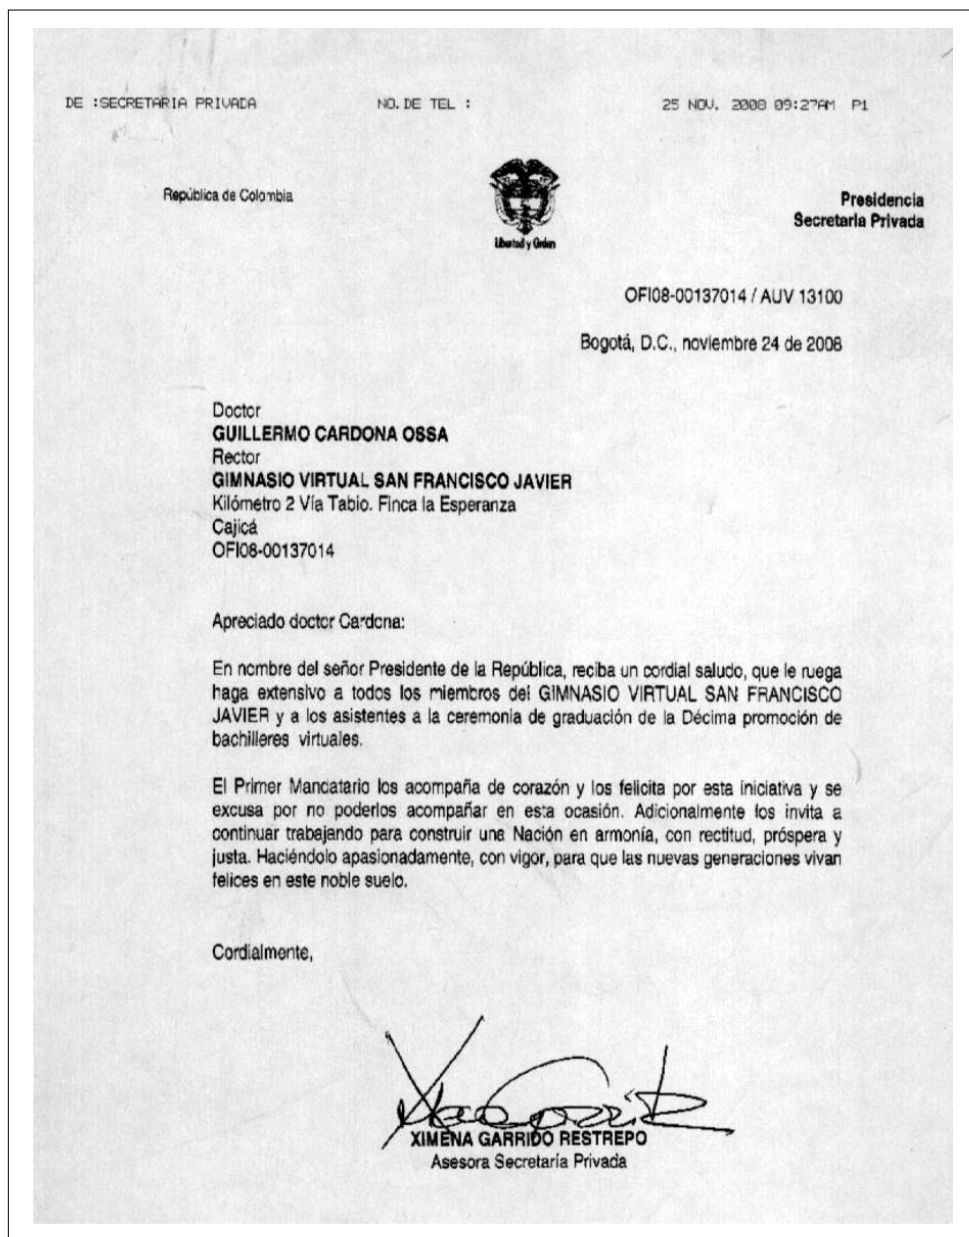 DE :SECRETARIA PRIVADA NO.DE TEL : 25 NOV. 2008 09:27AM P1
República de Colombia
Libertad y Orden
Presidencia
Secretaría Privada
OFI08-00137014 / AUV 13100
Bogotá, D.C., noviembre 24 de 2008
Doctor
GUILLERMO CARDONA OSSA
Rector
GIMNASIO VIRTUAL SAN FRANCISCO JAVIER
Kilómetro 2 Vía Tabio. Finca la Esperanza
Cajicá
OFI08-00137014
Apreciado doctor Cardona:
En nombre del señor Presidente de la República, reciba un cordial saludo, que le ruega
haga extensivo a todos los miembros del GIMNASIO VIRTUAL SAN FRANCISCO
JAVIER y a los asistentes a la ceremonia de graduación de la Décima promoción de
bachilleres virtuales.
El Primer Mandatario los acompaña de corazón y los felicita por esta iniciativa y se
excusa por no poderlos acompañar en esta ocasión. Adicionalmente los invita a
continuar trabajando para construir una Nación en armonía, con rectitud, próspera y
justa. Haciéndolo apasionadamente, con vigor, para que las nuevas generaciones vivan
felices en este noble suelo.
Cordialmente,
XIMENA GARRIDO RESTREPO
Asesora Secretaría Privada